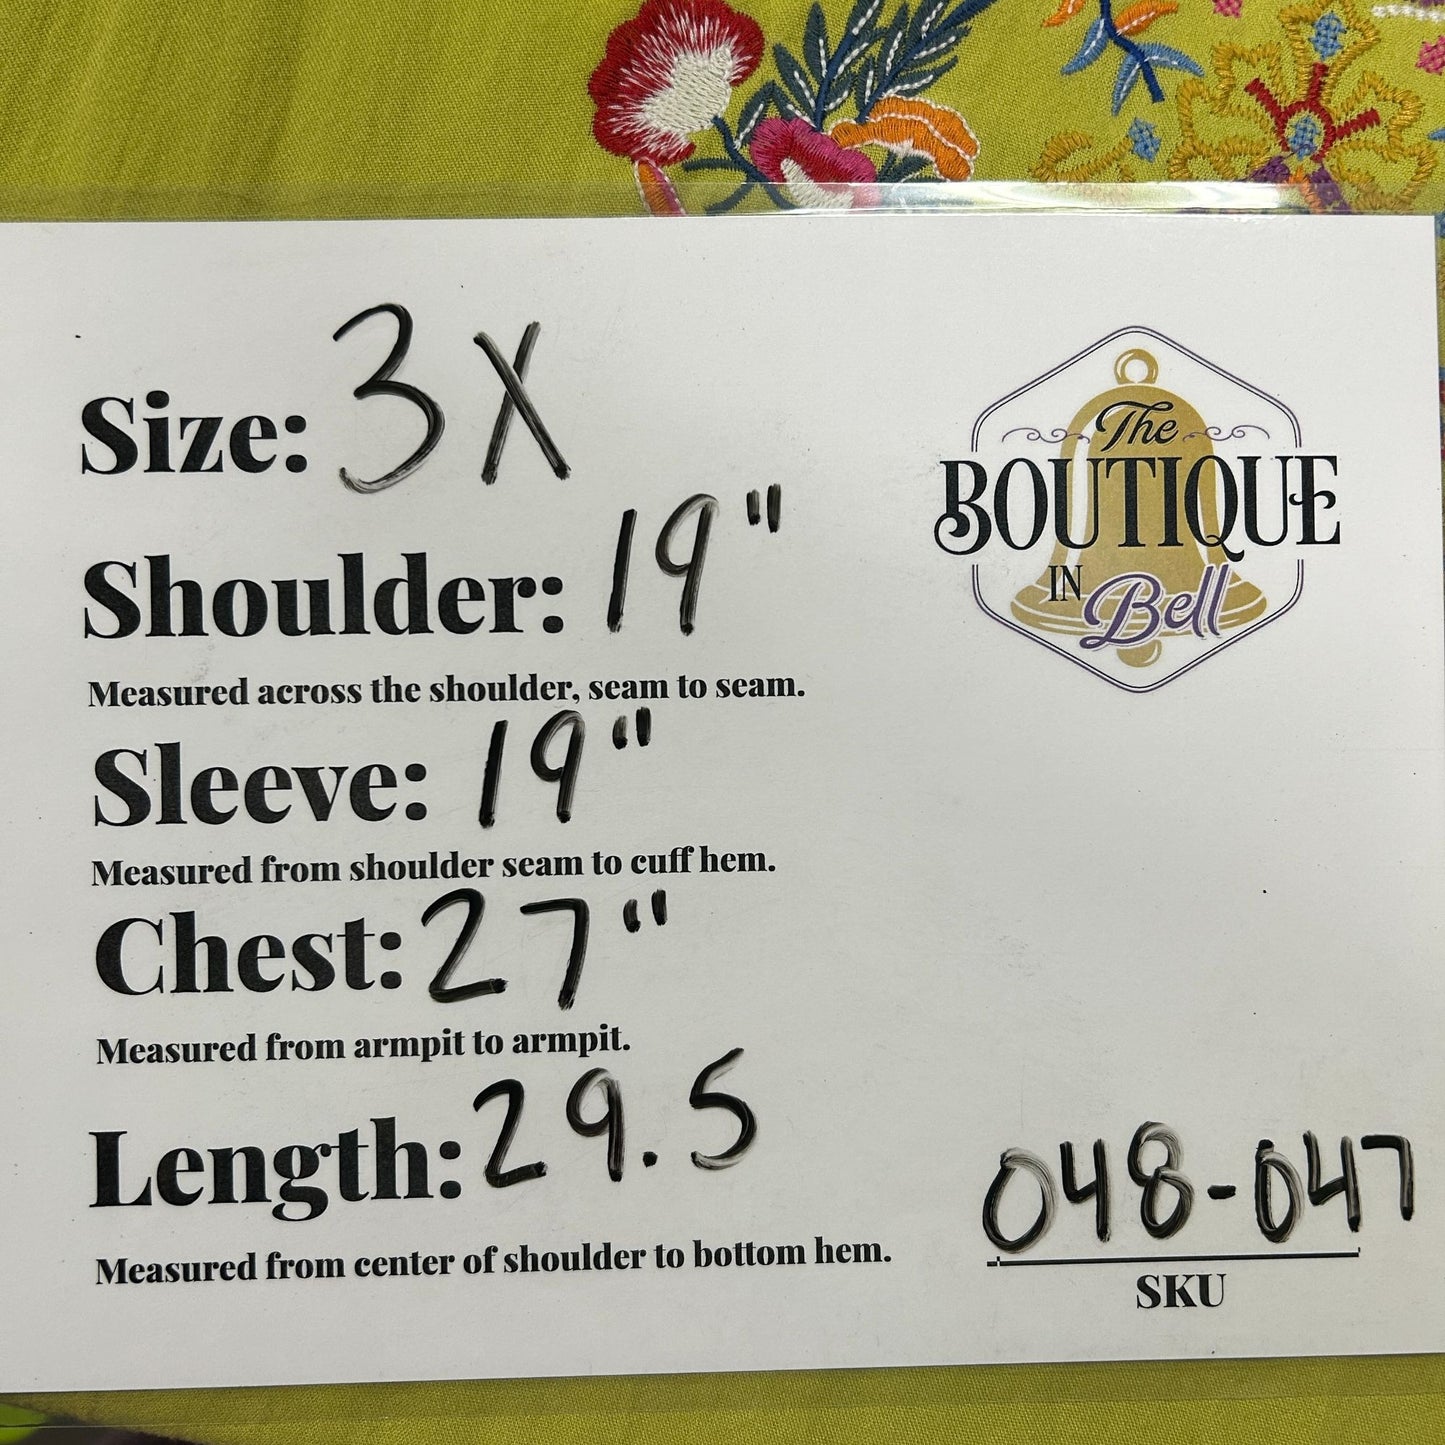 Size: 3X
The
BOUTIQUE
IN Bell
Shoulder: 19"
Measured across the shoulder, seam to seam.
Sleeve: 19"
Measured from shoulder seam to cuff hem.
Chest: 27"
Measured from armpit to armpit.
Length: 29.5
Measured from center of shoulder to bottom hem.
048-047
SKU